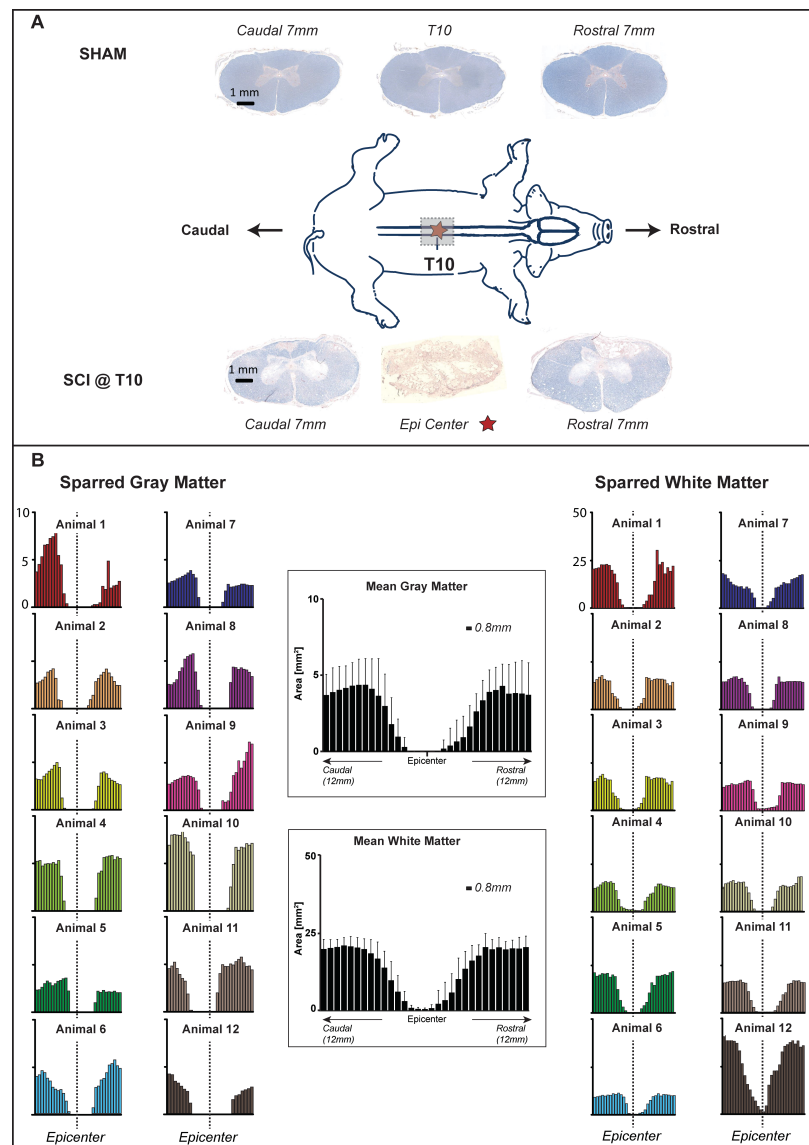 A
Caudal 7mm
T10
Rostral 7mm
SHAM
1 mm
Caudal
Rostral
T10
SCI @ T10
1 mm
Caudal 7mm
Epi Center
Rostral 7mm
B
Sparred Gray Matter
Sparred White Matter
10
5
0
Animal 1
Animal 7
Animal 2
Animal 8
Animal 3
Animal 9
Animal 4
Animal 10
Animal 5
Animal 11
Animal 6
Animal 12
Epicenter
Epicenter
Mean Gray Matter
10
5
0
Area [mm²]
0.8mm
Caudal
(12mm)
Epicenter
Rostral
(12mm)
Mean White Matter
50
25
0
Area [mm²]
0.8mm
Caudal
(12mm)
Epicenter
Rostral
(12mm)
50
25
0
Animal 1
Animal 7
Animal 2
Animal 8
Animal 3
Animal 9
Animal 4
Animal 10
Animal 5
Animal 11
Animal 6
Animal 12
Epicenter
Epicenter